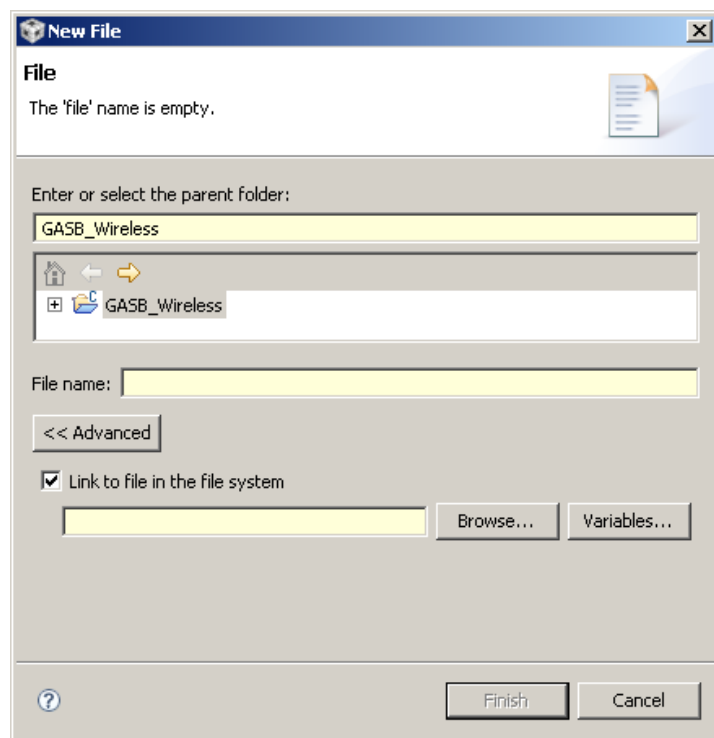 New File
File
The 'file' name is empty.
Enter or select the parent folder:
GASB_Wireless
GASB_Wireless
File name:
<< Advanced
Link to file in the file system
Browse... Variables...
Finish Cancel